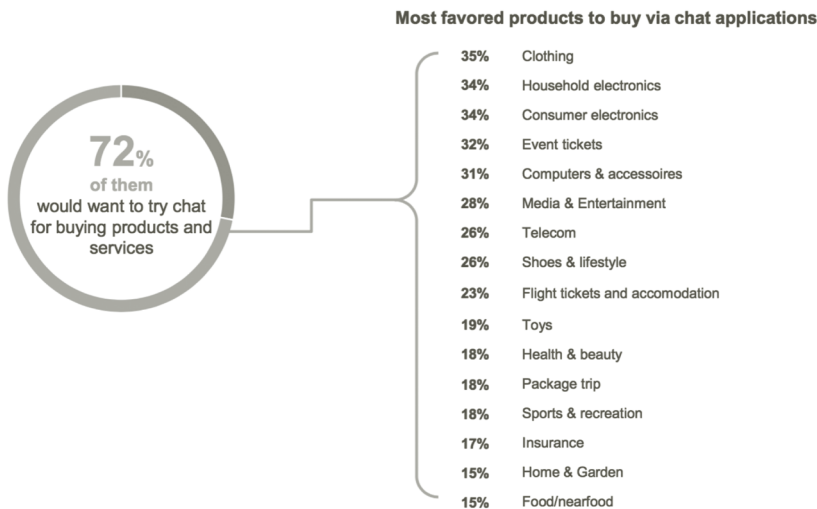 Most favored products to buy via chat applications
72%
of them
would want to try chat
for buying products and
services
35% Clothing
34% Household electronics
34% Consumer electronics
32% Event tickets
31% Computers & accessoires
28% Media & Entertainment
26% Telecom
26% Shoes & lifestyle
23% Flight tickets and accomodation
19% Toys
18% Health & beauty
18% Package trip
18% Sports & recreation
17% Insurance
15% Home & Garden
15% Food/nearfood